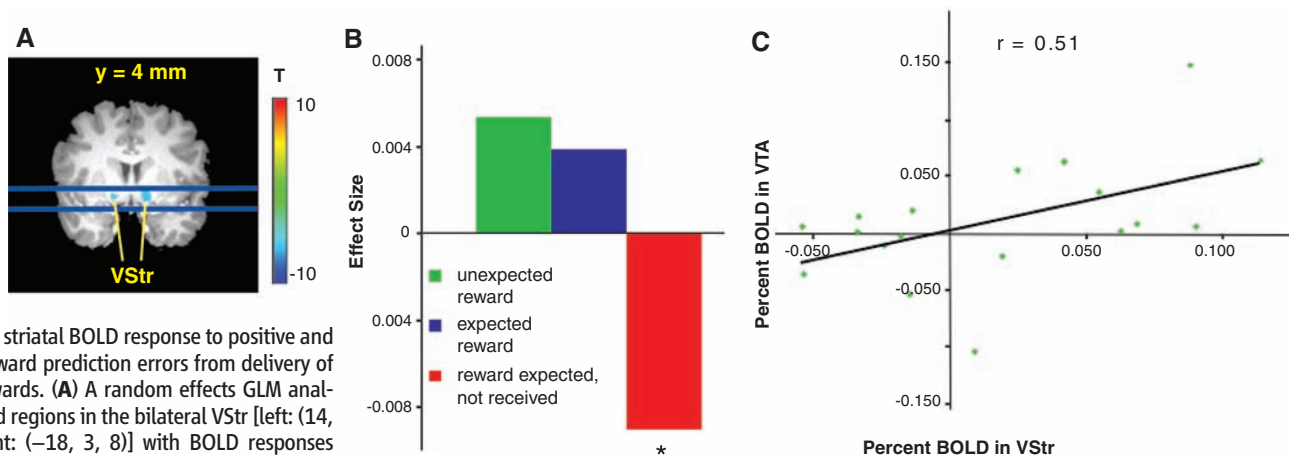 A
y = 4 mm
T
10
-10
VStr
striatal BOLD response to positive and
ward prediction errors from delivery of
wards. (A) A random effects GLM anal-
d regions in the bilateral VStr [left: (14,
nt: (−18, 3, 8)] with BOLD responses
B
0.008
0.004
0
0.004
-0.008
Effect Size
unexpected
reward
expected
reward
reward expected,
not received
*
C
r = 0.51
0.150
0.050
-0.050
0.050
0.100
-0.050
-0.150
Percent BOLD in VTA
Percent BOLD in VStr